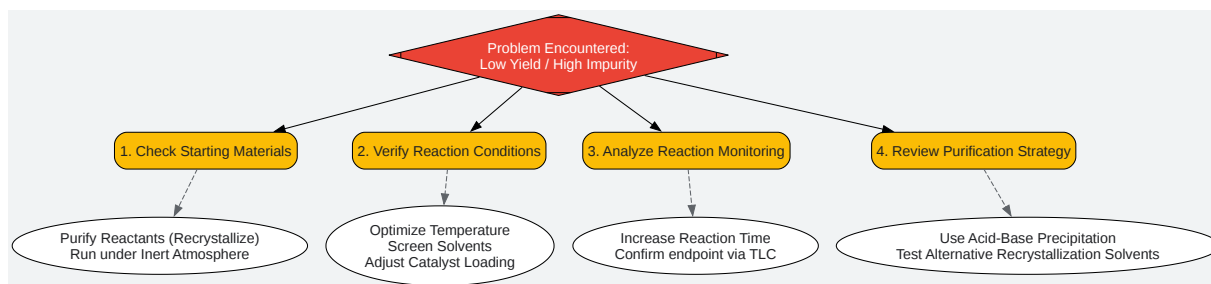 Problem Encountered:
Low Yield / High Impurity
1. Check Starting Materials
2. Verify Reaction Conditions
3. Analyze Reaction Monitoring
4. Review Purification Strategy
Purify Reactants (Recrystallize)
Run under Inert Atmosphere
Optimize Temperature
Screen Solvents
Adjust Catalyst Loading
Increase Reaction Time
Confirm endpoint via TLC
Use Acid-Base Precipitation
Test Alternative Recrystallization Solvents